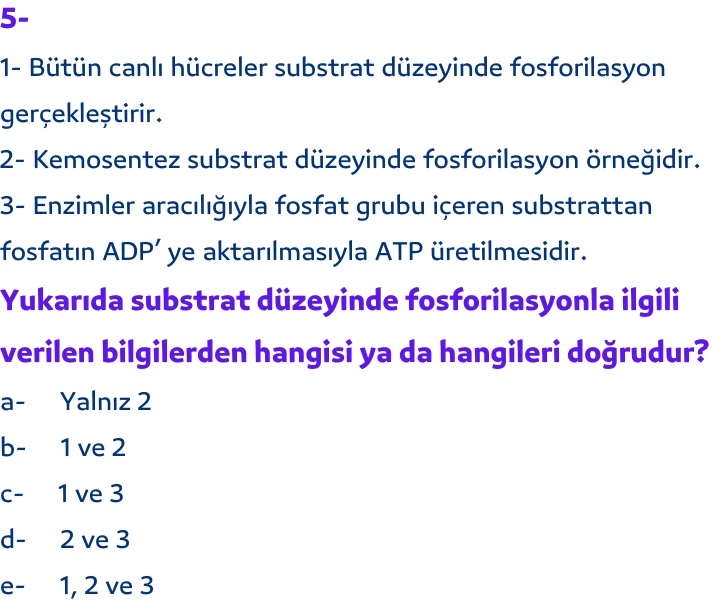 5-
1- Bütün canlı hücreler substrat düzeyinde fosforilasyon
gerçekleştirir.
2- Kemosentez substrat düzeyinde fosforilasyon örneğidir.
3- Enzimler aracılığıyla fosfat grubu içeren substrattan
fosfatın ADP’ ye aktarılmasıyla ATP üretilmesidir.
Yukarıda substrat düzeyinde fosforilasyonla ilgili
verilen bilgilerden hangisi ya da hangileri doğrudur?
a- Yalnız 2
b- 1 ve 2
c- 1 ve 3
d- 2 ve 3
e- 1, 2 ve 3